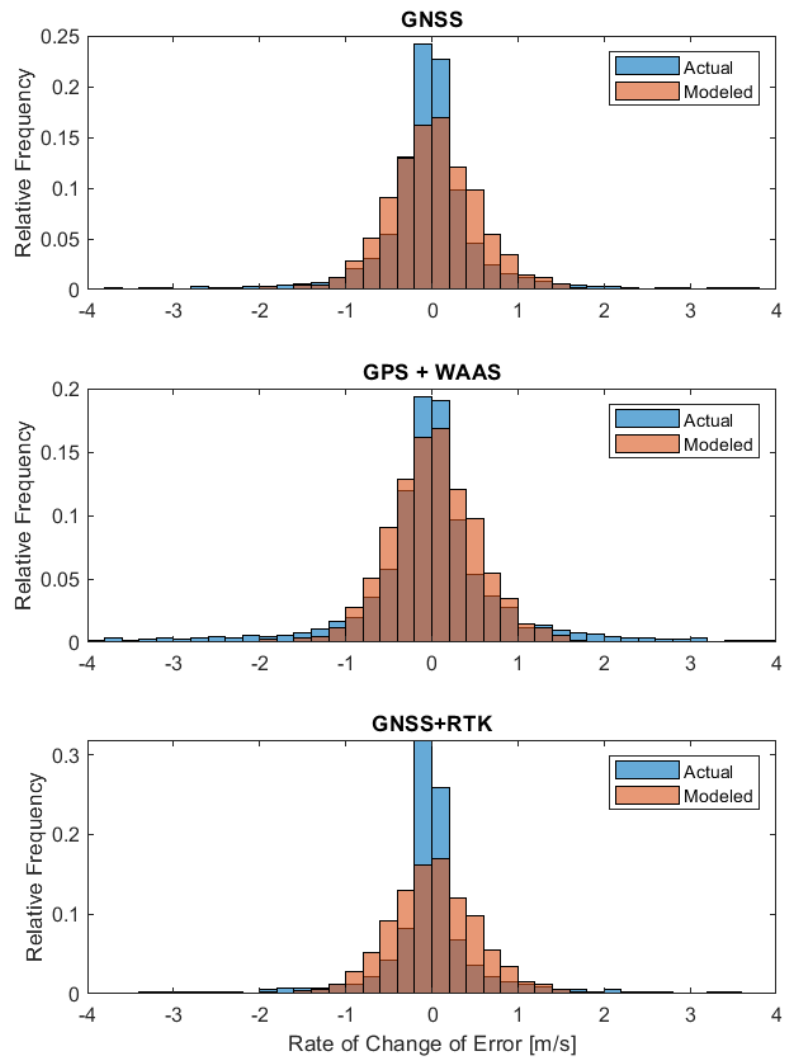 GNSS
Relative Frequency
0.25
0.2
0.15
0.1
0.05
0
Actual
Modeled
-4 -3 -2 -1 0 1 2 3 4
GPS + WAAS
Relative Frequency
0.2
0.15
0.1
0.05
0
Actual
Modeled
-4 -3 -2 -1 0 1 2 3 4
GNSS+RTK
Relative Frequency
0.3
0.2
0.1
0
Actual
Modeled
-4 -3 -2 -1 0 1 2 3 4
Rate of Change of Error [m/s]